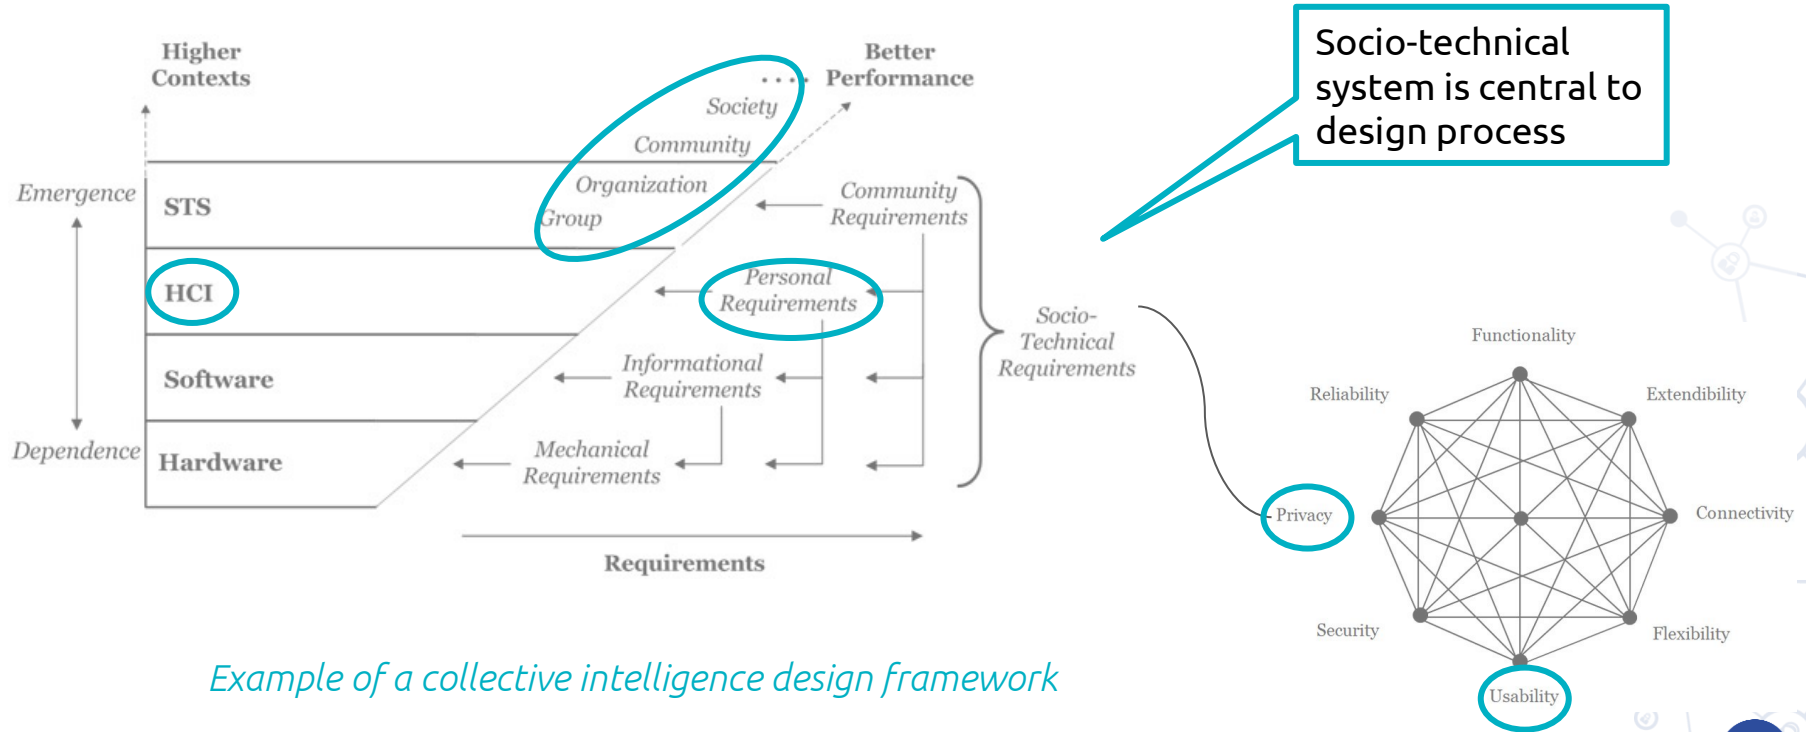 Higher
Contexts
Better
Performance
Society
Community
Organization
Group
Emergence
Dependence
STS
HCI
Software
Hardware
Community
Requirements
Personal
Requirements
Informational
Requirements
Mechanical
Requirements
Requirements
Socio-
Technical
Requirements
Socio-technical
system is central to
design process
Functionality
Reliability
Extendibility
Privacy
Connectivity
Security
Flexibility
Usability
Example of a collective intelligence design framework